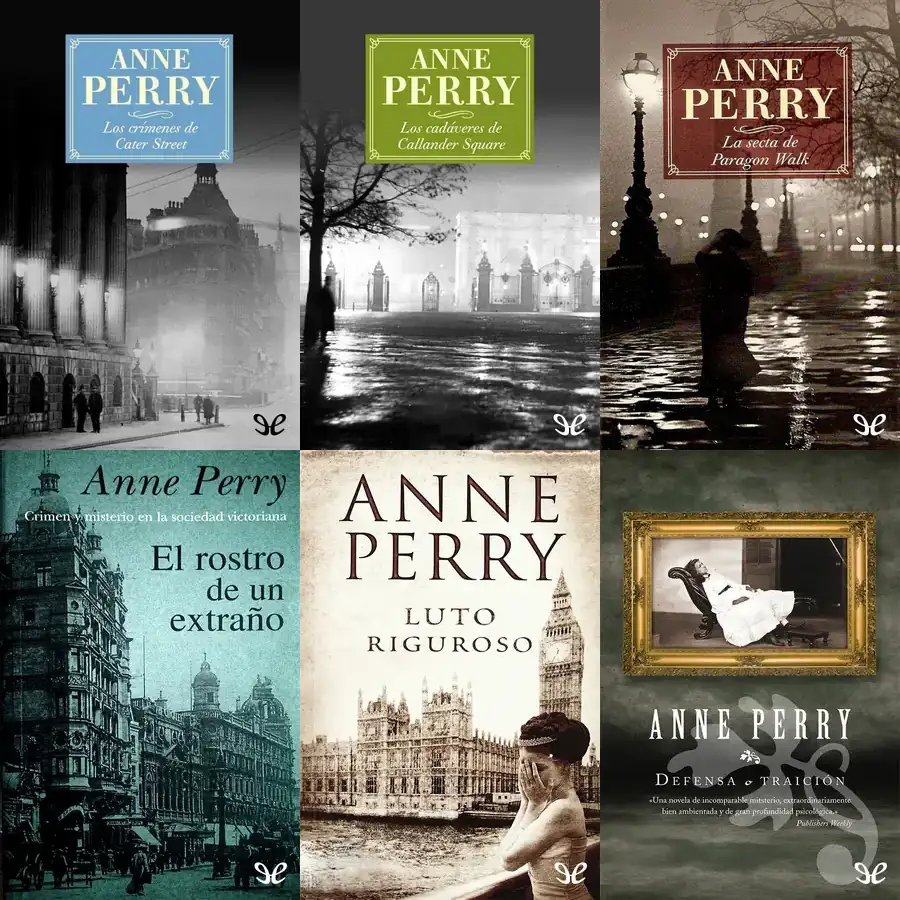 ANNE
PERRY
Los crímenes de
Cater Street
ANNE
PERRY
Los cadáveres de
Callander Square
ANNE
PERRY
La secta de
Paragon Walk
Anne Perry
Crimen y misterio en la sociedad victoriana
El rostro
de un
extraño
ANNE
PERRY
LUTO
RIGUROSO
ANNE PERRY
DEFENSA o TRAICIÓN
«Una novela de incomparable mitsterio, extraordinariamente
bien ambientada y de gran profundidad psicológica.»
Publishers Weekly